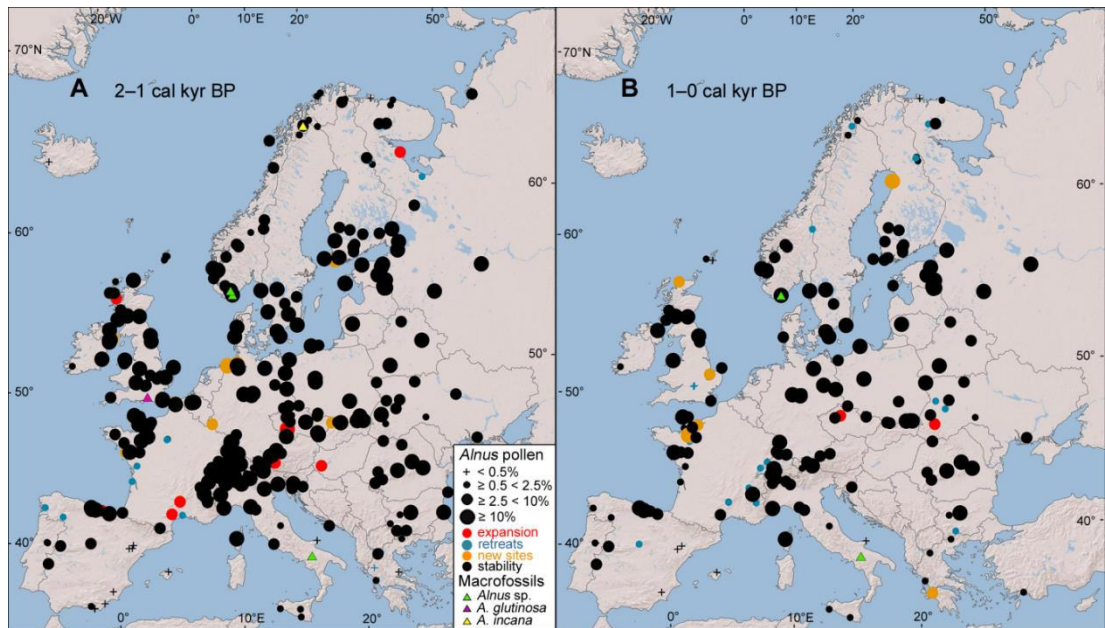 20°W 0° 10° 20° 50°
20°W 0° 10° 20° 50°
70°N
70°N
A 2–1 cal kyr BP
B 1–0 cal kyr BP
60°
60°
60°
60°
50°
50°
50°
50°
40°
40°
40°
40°
Alnus pollen
< 0.5%
≥ 0.5 < 2.5%
≥ 2.5 < 10%
≥ 10%
expansion
retreats
new sites
stability
Macrofossils
Alnus sp.
A. glutinosa
A. incana
0° 10° 20°
0° 10° 20°